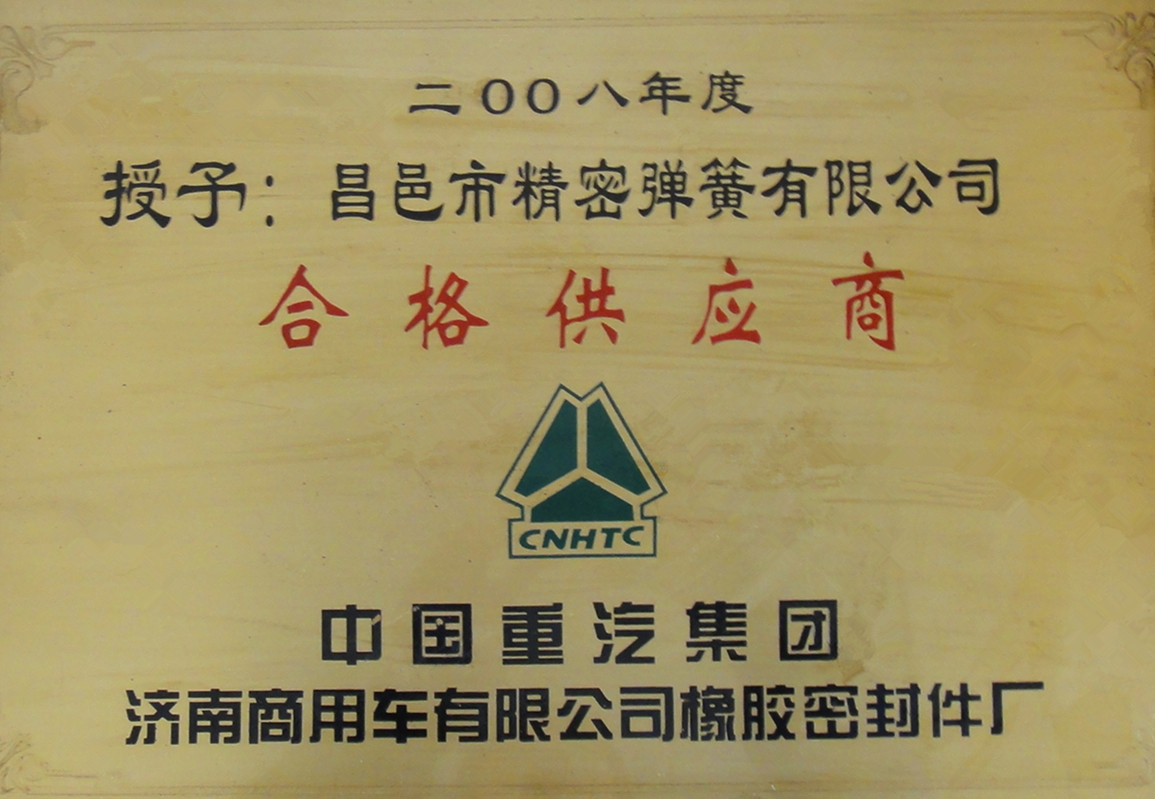 二OO八年度
授予：昌邑市精密弹簧有限公司
合格供应商
CNHTC
中国重汽集团
济南商用车有限公司橡胶密封件厂